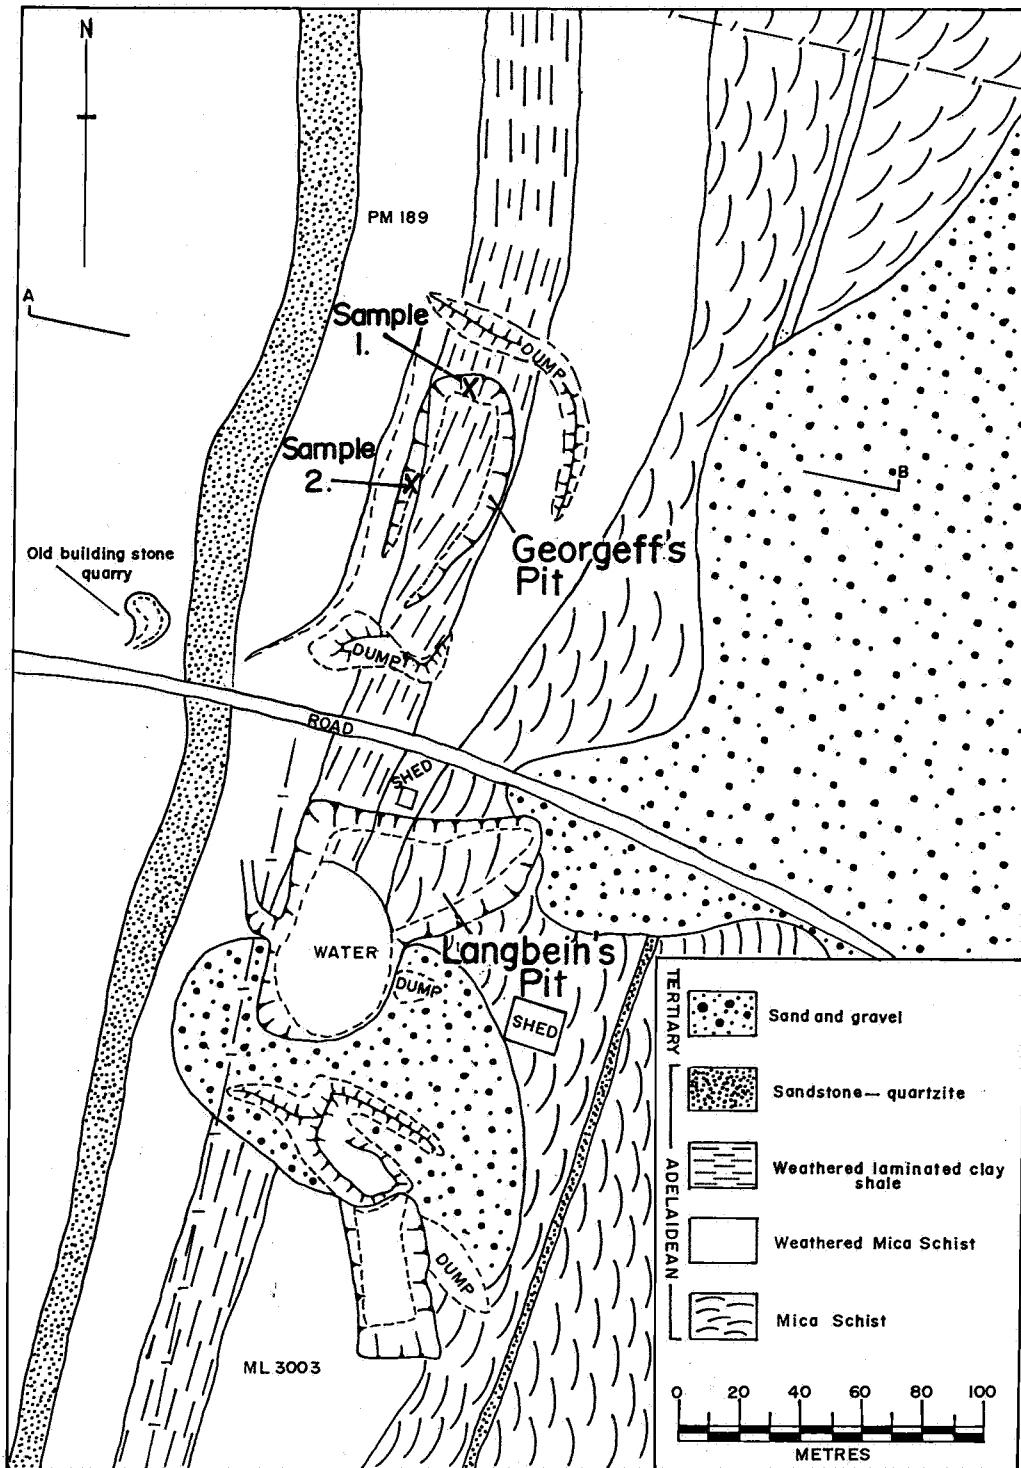 N
PM 189
A
Sample
1.
DUMP
Sample
2.
B
Georgeff's
Pit
Old building stone
quarry
DUMP
ROAD
SHED
WATER
Langbein's
Pit
DUMP
SHED
DUMP
ML 3003
TERTIARY
ADELAIDEAN
Sand and gravel
Sandstone — quartzite
Weathered laminated clay
shale
Weathered Mica Schist
Mica Schist
0 20 40 60 80 100
METRES